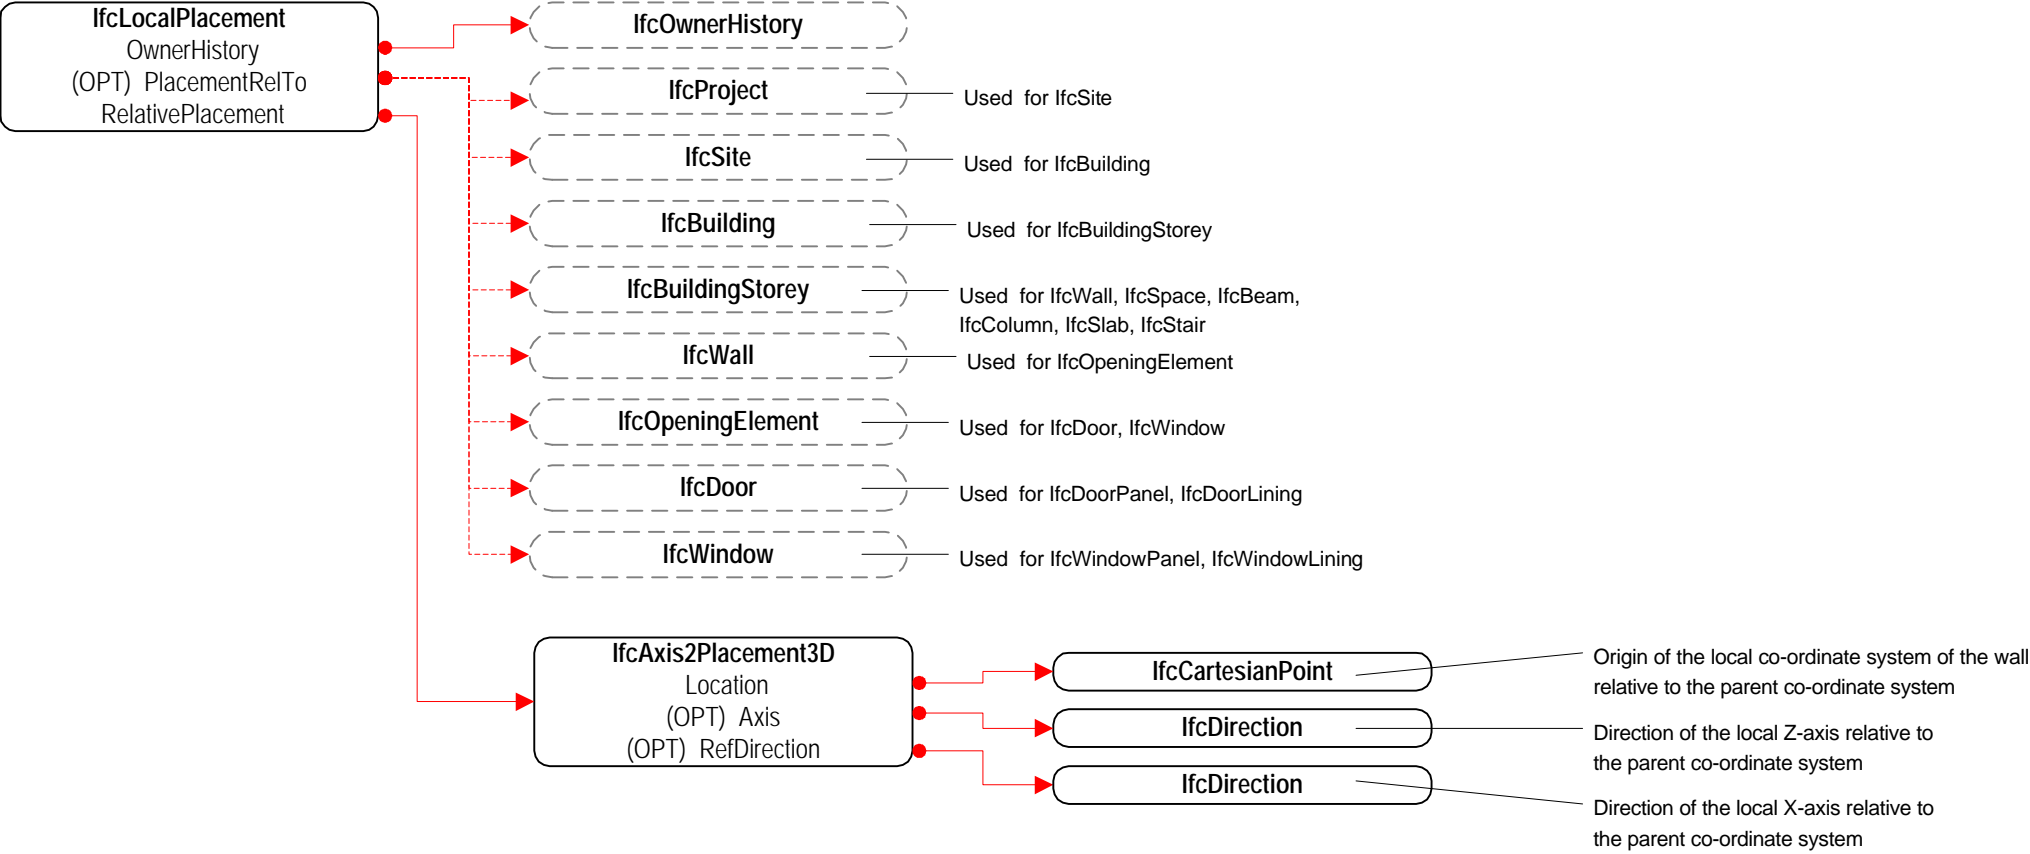 IfcLocalPlacement
OwnerHistory
(OPT) PlacementRelTo
RelativePlacement
IfcOwnerHistory
IfcProject
Used for IfcSite
IfcSite
Used for IfcBuilding
IfcBuilding
Used for IfcBuildingStorey
IfcBuildingStorey
Used for IfcWall, IfcSpace, IfcBeam,
IfcColumn, IfcSlab, IfcStair
IfcWall
Used for IfcOpeningElement
IfcOpeningElement
Used for IfcDoor, IfcWindow
IfcDoor
Used for IfcDoorPanel, IfcDoorLining
IfcWindow
Used for IfcWindowPanel, IfcWindowLining
IfcAxis2Placement3D
Location
(OPT) Axis
(OPT) RefDirection
IfcCartesianPoint
Origin of the local co-ordinate system of the wall
relative to the parent co-ordinate system
IfcDirection
Direction of the local Z-axis relative to
the parent co-ordinate system
IfcDirection
Direction of the local X-axis relative to
the parent co-ordinate system